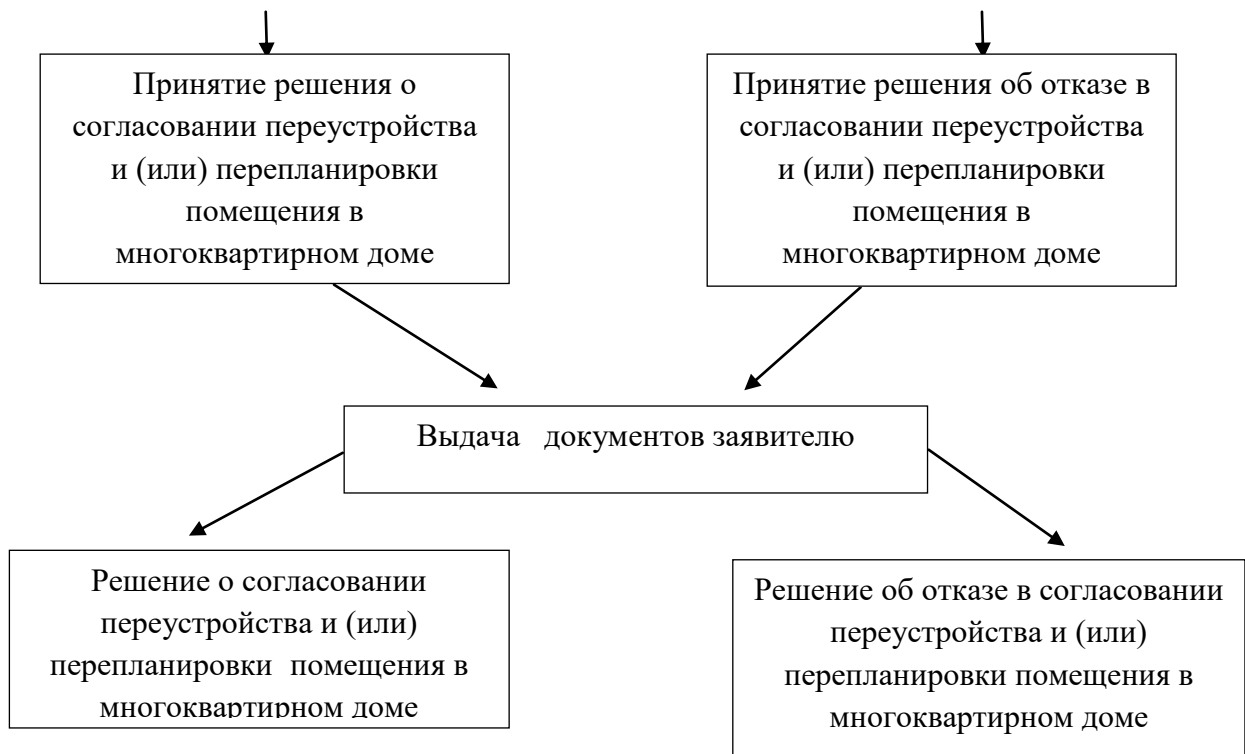 Принятие решения о
согласовании переустройства
и (или) перепланировки
помещения в
многоквартирном доме
Принятие решения об отказе в
согласовании переустройства
и (или) перепланировки
помещения в
многоквартирном доме
Выдача документов заявителю
Решение о согласовании
переустройства и (или)
перепланировки помещения в
многоквартирном доме
Решение об отказе в согласовании
переустройства и (или)
перепланировки помещения в
многоквартирном доме